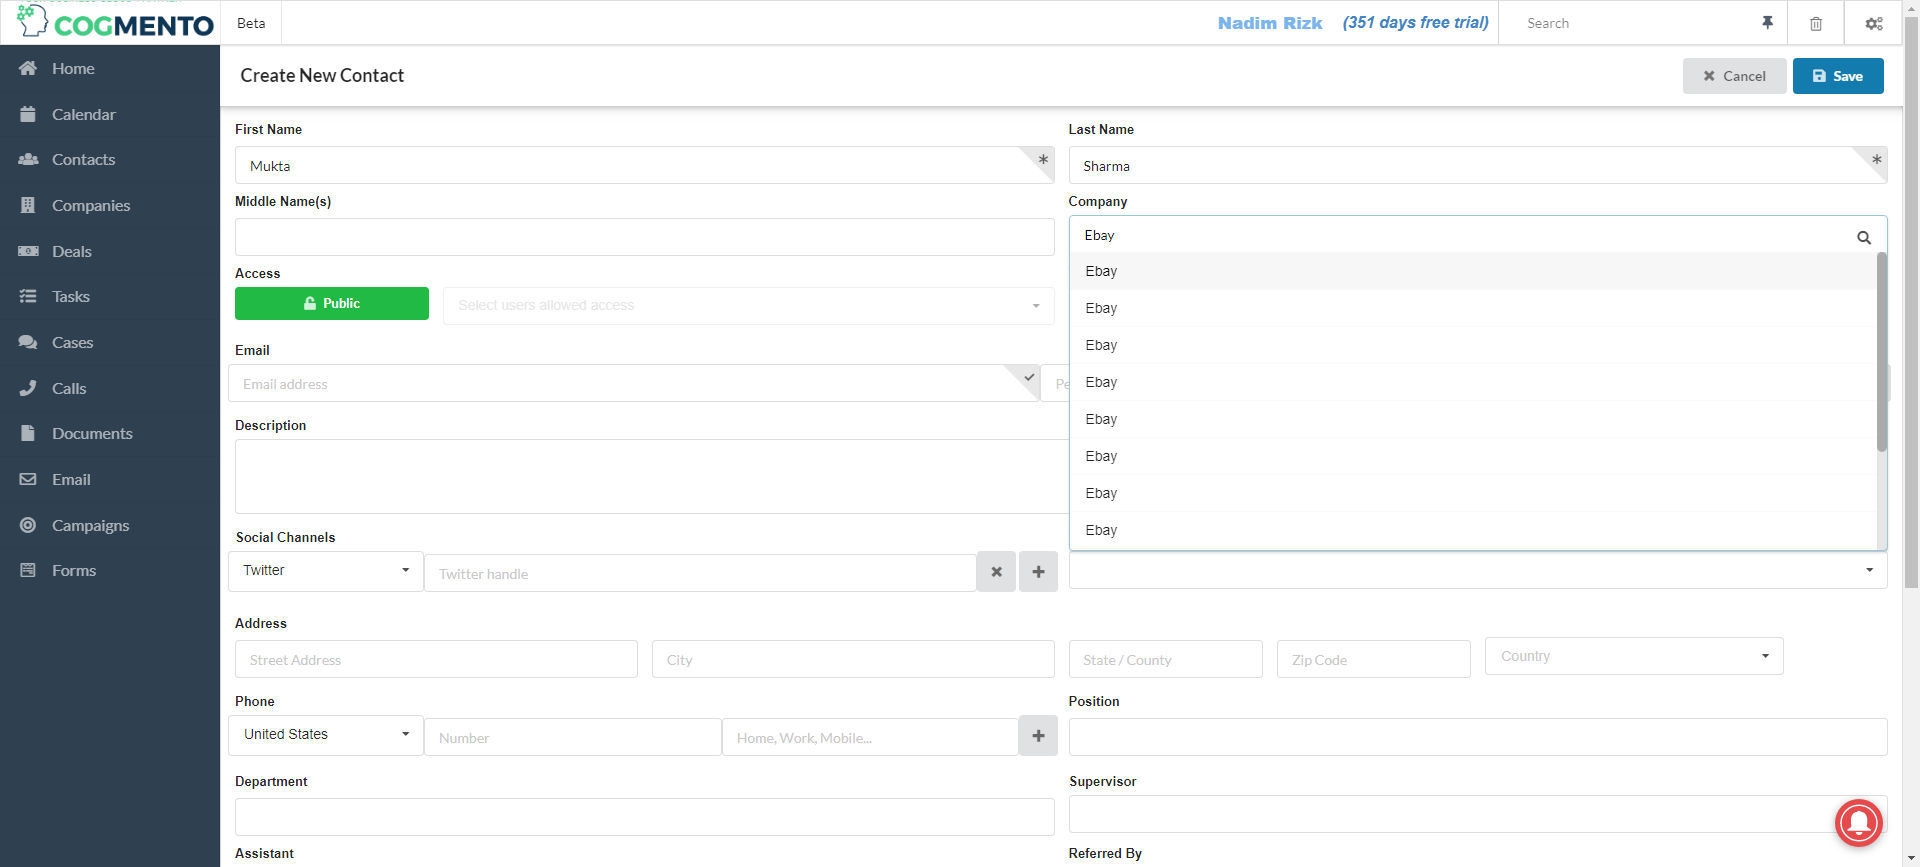 COGMENTO
Beta
Nadim Rizk
(351 days free trial)
Search
Home
Calendar
Contacts
Companies
Deals
Tasks
Cases
Calls
Documents
Email
Campaigns
Forms
Create New Contact
Cancel
Save
First Name
Last Name
Mukta
Sharma
Middle Name(s)
Company
Ebay
Ebay
Ebay
Ebay
Ebay
Ebay
Ebay
Ebay
Ebay
Access
Public
Select users allowed access
Email
Email address
Pe
Description
Social Channels
Twitter
Twitter handle
Address
Street Address
City
State / County
Zip Code
Country
Phone
Position
United States
Number
Home, Work, Mobile...
Department
Supervisor
Assistant
Referred By